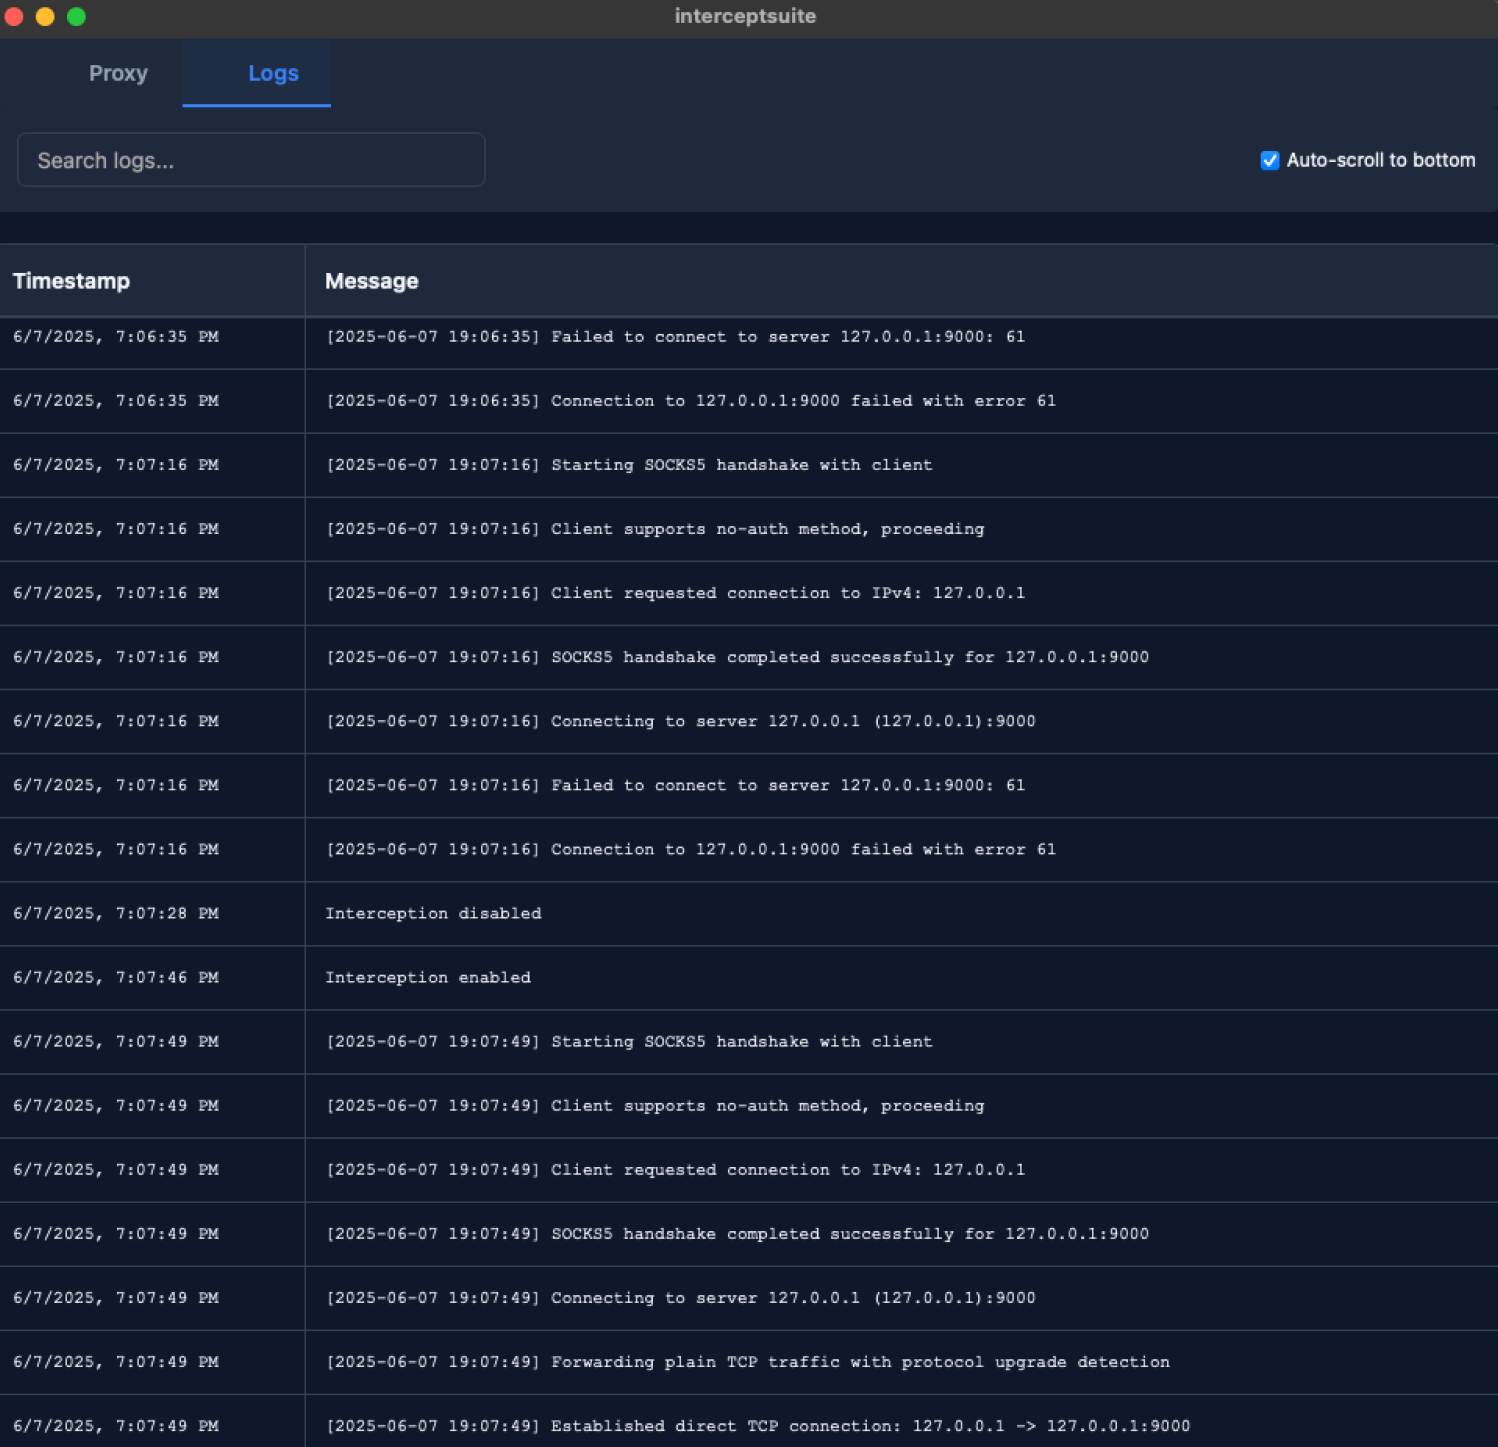 interceptsuite
Proxy Logs
Search logs... Auto-scroll to bottom
Timestamp Message
6/7/2025, 7:06:35 PM [2025-06-07 19:06:35] Failed to connect to server 127.0.0.1:9000: 61
6/7/2025, 7:06:35 PM [2025-06-07 19:06:35] Connection to 127.0.0.1:9000 failed with error 61
6/7/2025, 7:07:16 PM [2025-06-07 19:07:16] Starting SOCKS5 handshake with client
6/7/2025, 7:07:16 PM [2025-06-07 19:07:16] Client supports no-auth method, proceeding
6/7/2025, 7:07:16 PM [2025-06-07 19:07:16] Client requested connection to IPv4: 127.0.0.1
6/7/2025, 7:07:16 PM [2025-06-07 19:07:16] SOCKS5 handshake completed successfully for 127.0.0.1:9000
6/7/2025, 7:07:16 PM [2025-06-07 19:07:16] Connecting to server 127.0.0.1 (127.0.0.1):9000
6/7/2025, 7:07:16 PM [2025-06-07 19:07:16] Failed to connect to server 127.0.0.1:9000: 61
6/7/2025, 7:07:16 PM [2025-06-07 19:07:16] Connection to 127.0.0.1:9000 failed with error 61
6/7/2025, 7:07:28 PM Interception disabled
6/7/2025, 7:07:46 PM Interception enabled
6/7/2025, 7:07:49 PM [2025-06-07 19:07:49] Starting SOCKS5 handshake with client
6/7/2025, 7:07:49 PM [2025-06-07 19:07:49] Client supports no-auth method, proceeding
6/7/2025, 7:07:49 PM [2025-06-07 19:07:49] Client requested connection to IPv4: 127.0.0.1
6/7/2025, 7:07:49 PM [2025-06-07 19:07:49] SOCKS5 handshake completed successfully for 127.0.0.1:9000
6/7/2025, 7:07:49 PM [2025-06-07 19:07:49] Connecting to server 127.0.0.1 (127.0.0.1):9000
6/7/2025, 7:07:49 PM [2025-06-07 19:07:49] Forwarding plain TCP traffic with protocol upgrade detection
6/7/2025, 7:07:49 PM [2025-06-07 19:07:49] Established direct TCP connection: 127.0.0.1 -> 127.0.0.1:9000